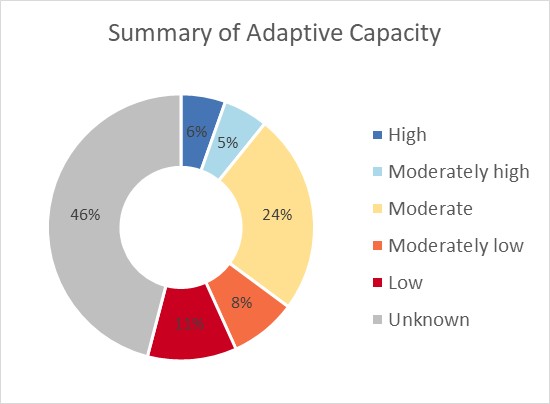 Summary of Adaptive Capacity
6%
5%
24%
8%
11%
46%
High
Moderately high
Moderate
Moderately low
Low
Unknown